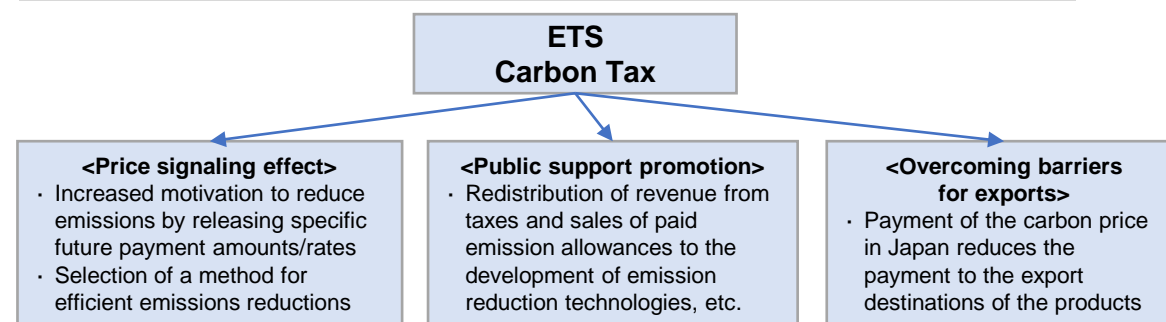 ETS
Carbon Tax
<Price signaling effect>
・ Increased motivation to reduce
emissions by releasing specific
future payment amounts/rates
・ Selection of a method for
efficient emissions reductions
<Public support promotion>
・ Redistribution of revenue from
taxes and sales of paid
emission allowances to the
development of emission
reduction technologies, etc.
<Overcoming barriers
for exports>
・ Payment of the carbon price
in Japan reduces the
payment to the export
destinations of the products